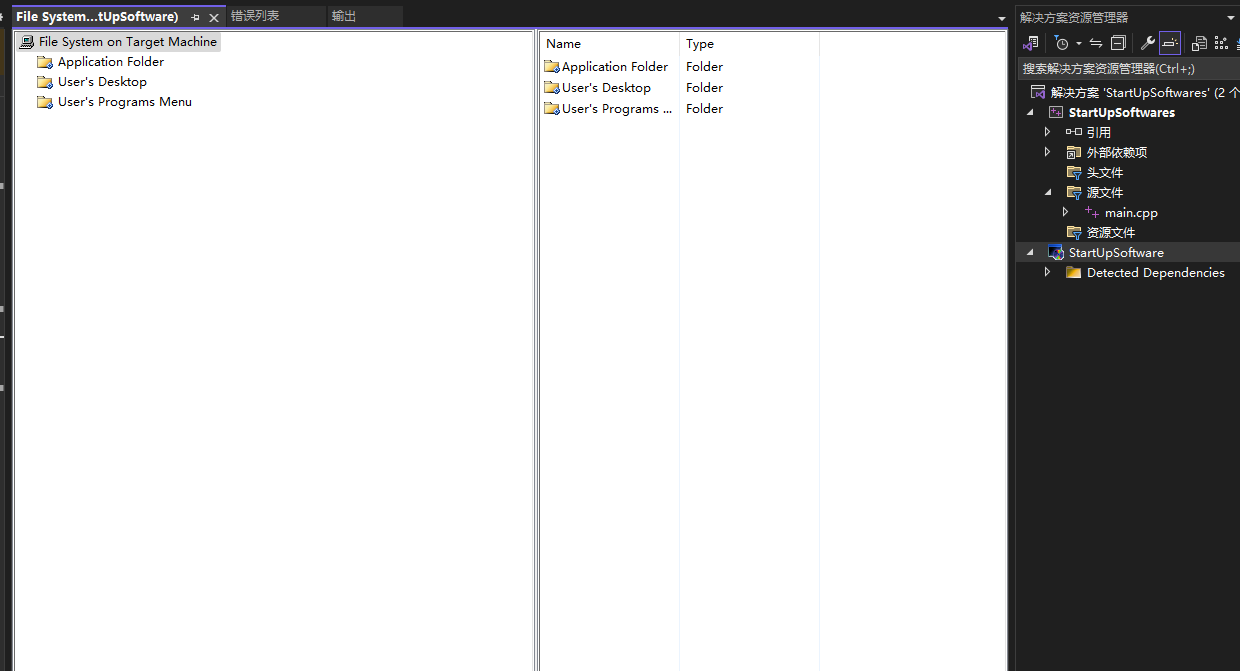 File System...tUpSoftware)
错误列表
输出
File System on Target Machine
Application Folder
User's Desktop
User's Programs Menu
Name Type
Application Folder Folder
User's Desktop Folder
User's Programs ... Folder
解决方案资源管理器
搜索解决方案资源管理器(Ctrl+;)
解决方案 'StartUpSoftwares' (2 个
StartUpSoftwares
引用
外部依赖项
头文件
源文件
main.cpp
资源文件
StartUpSoftware
Detected Dependencies